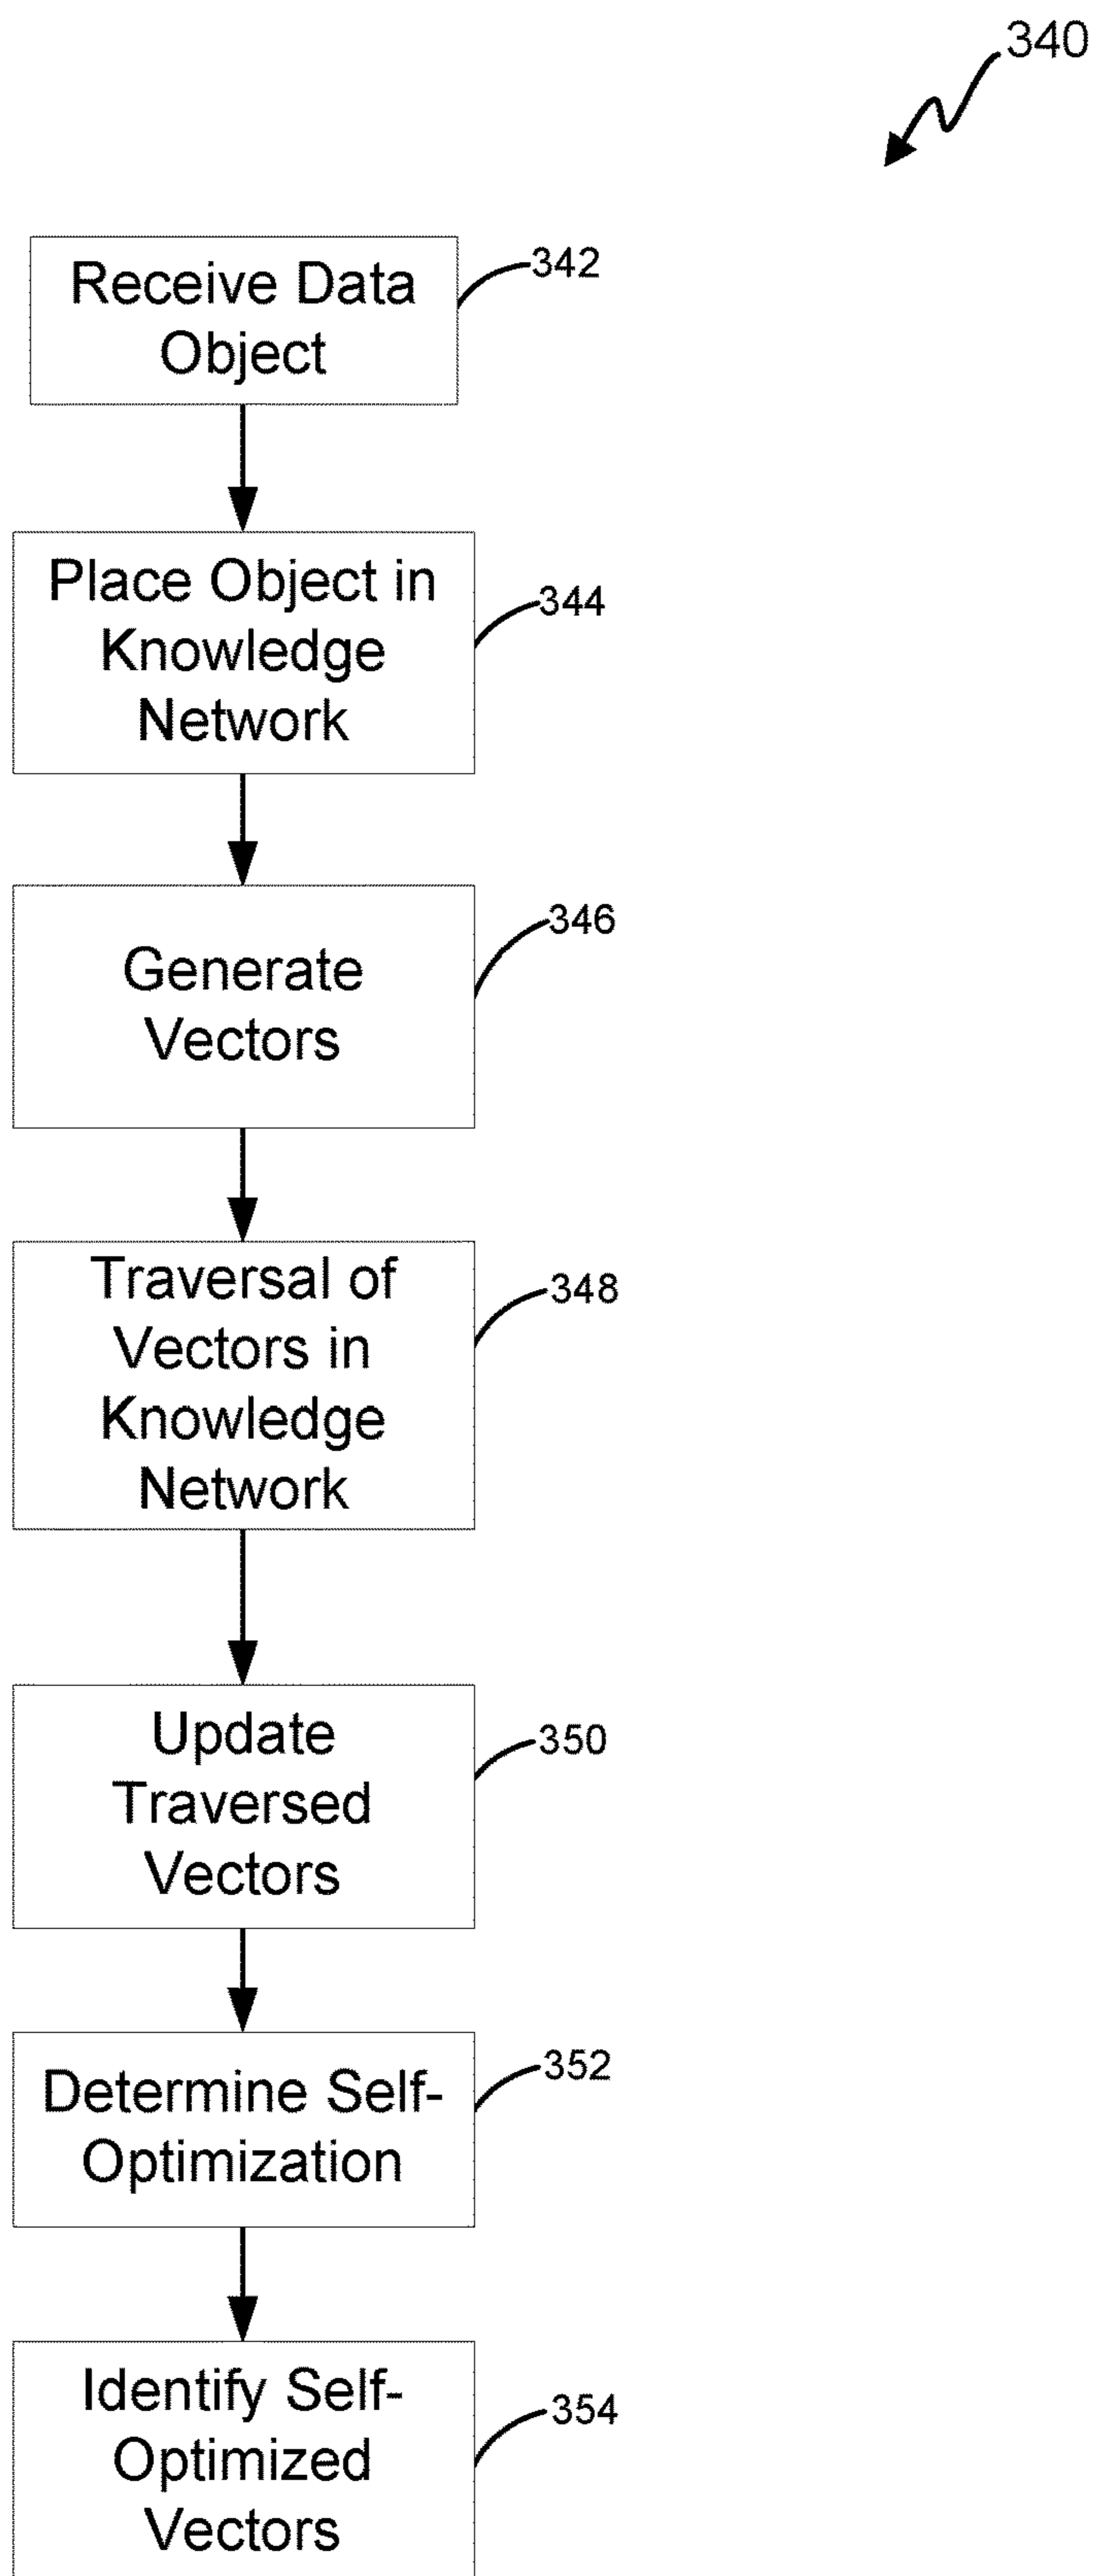 340
Receive Data
Object
342
Place Object in
Knowledge
Network
344
Generate
Vectors
346
Traversal of
Vectors in
Knowledge
Network
348
Update
Traversed
Vectors
350
Determine Self-
Optimization
352
Identify Self-
Optimized
Vectors
354